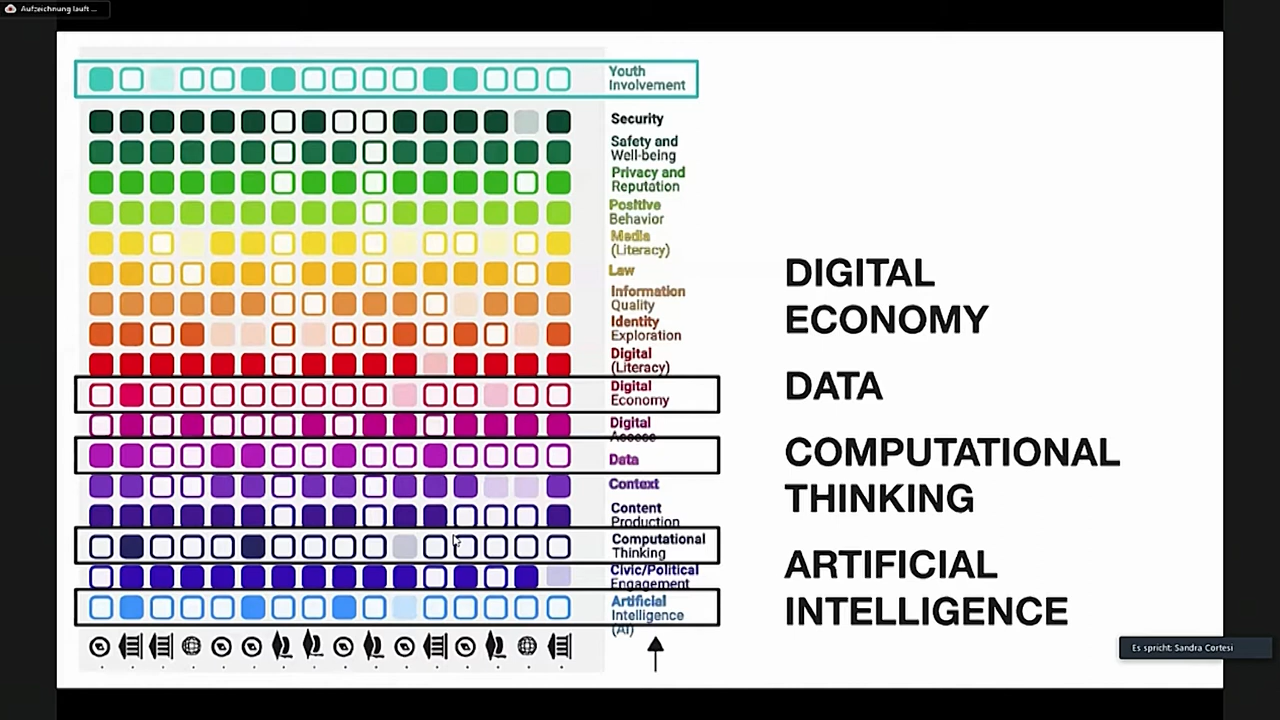 Aufzeichnung läuft ...
Youth
Involvement
Security
Safety and
Well-being
Privacy and
Reputation
Positive
Behavior
Media
(Literacy)
Law
Information
Quality
Identity
Exploration
Digital
(Literacy)
Digital
Economy
Digital
Access
Data
Context
Content
Production
Computational
Thinking
Civic/Political
Engagement
Artificial
Intelligence
(AI)
DIGITAL
ECONOMY
DATA
COMPUTATIONAL
THINKING
ARTIFICIAL
INTELLIGENCE
Es spricht: Sandra Cortesi